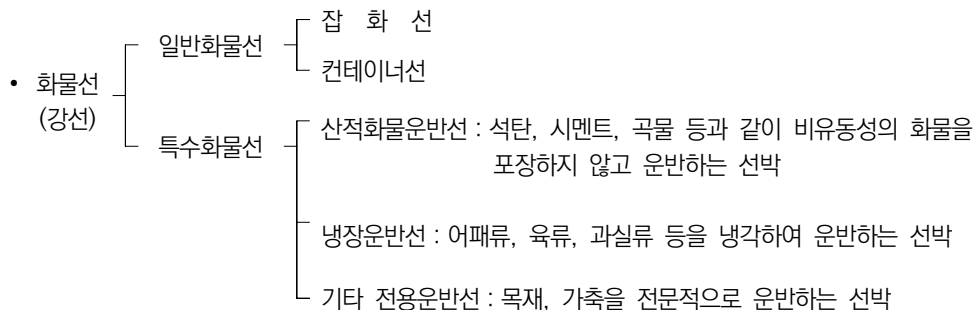 잡 화 선
일반화물선
컨테이너선
• 화물선
(강선)
산적화물운반선 : 석탄, 시멘트, 곡물 등과 같이 비유동성의 화물을
특수화물선
포장하지 않고 운반하는 선박
냉장운반선 : 어패류, 육류, 과실류 등을 냉각하여 운반하는 선박
기타 전용운반선 : 목재, 가축을 전문적으로 운반하는 선박